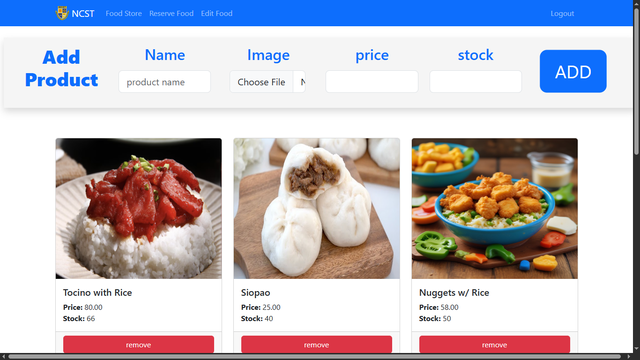 NCST Food Store Reserve Food Edit Food Logout
Add Product
Name Image price stock
product name Choose File ADD
Tocino with Rice
Price: 80.00
Stock: 66
remove
Siopao
Price: 25.00
Stock: 40
remove
Nuggets w/ Rice
Price: 58.00
Stock: 50
remove